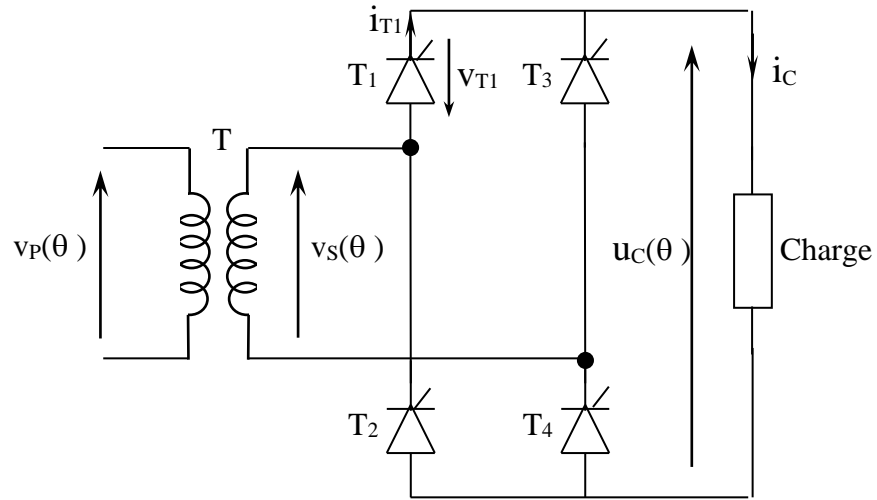 i_T1
T_1
v_T1
T_3
i_C
T
v_P(θ )
v_S(θ )
u_C(θ )
Charge
T_2
T_4